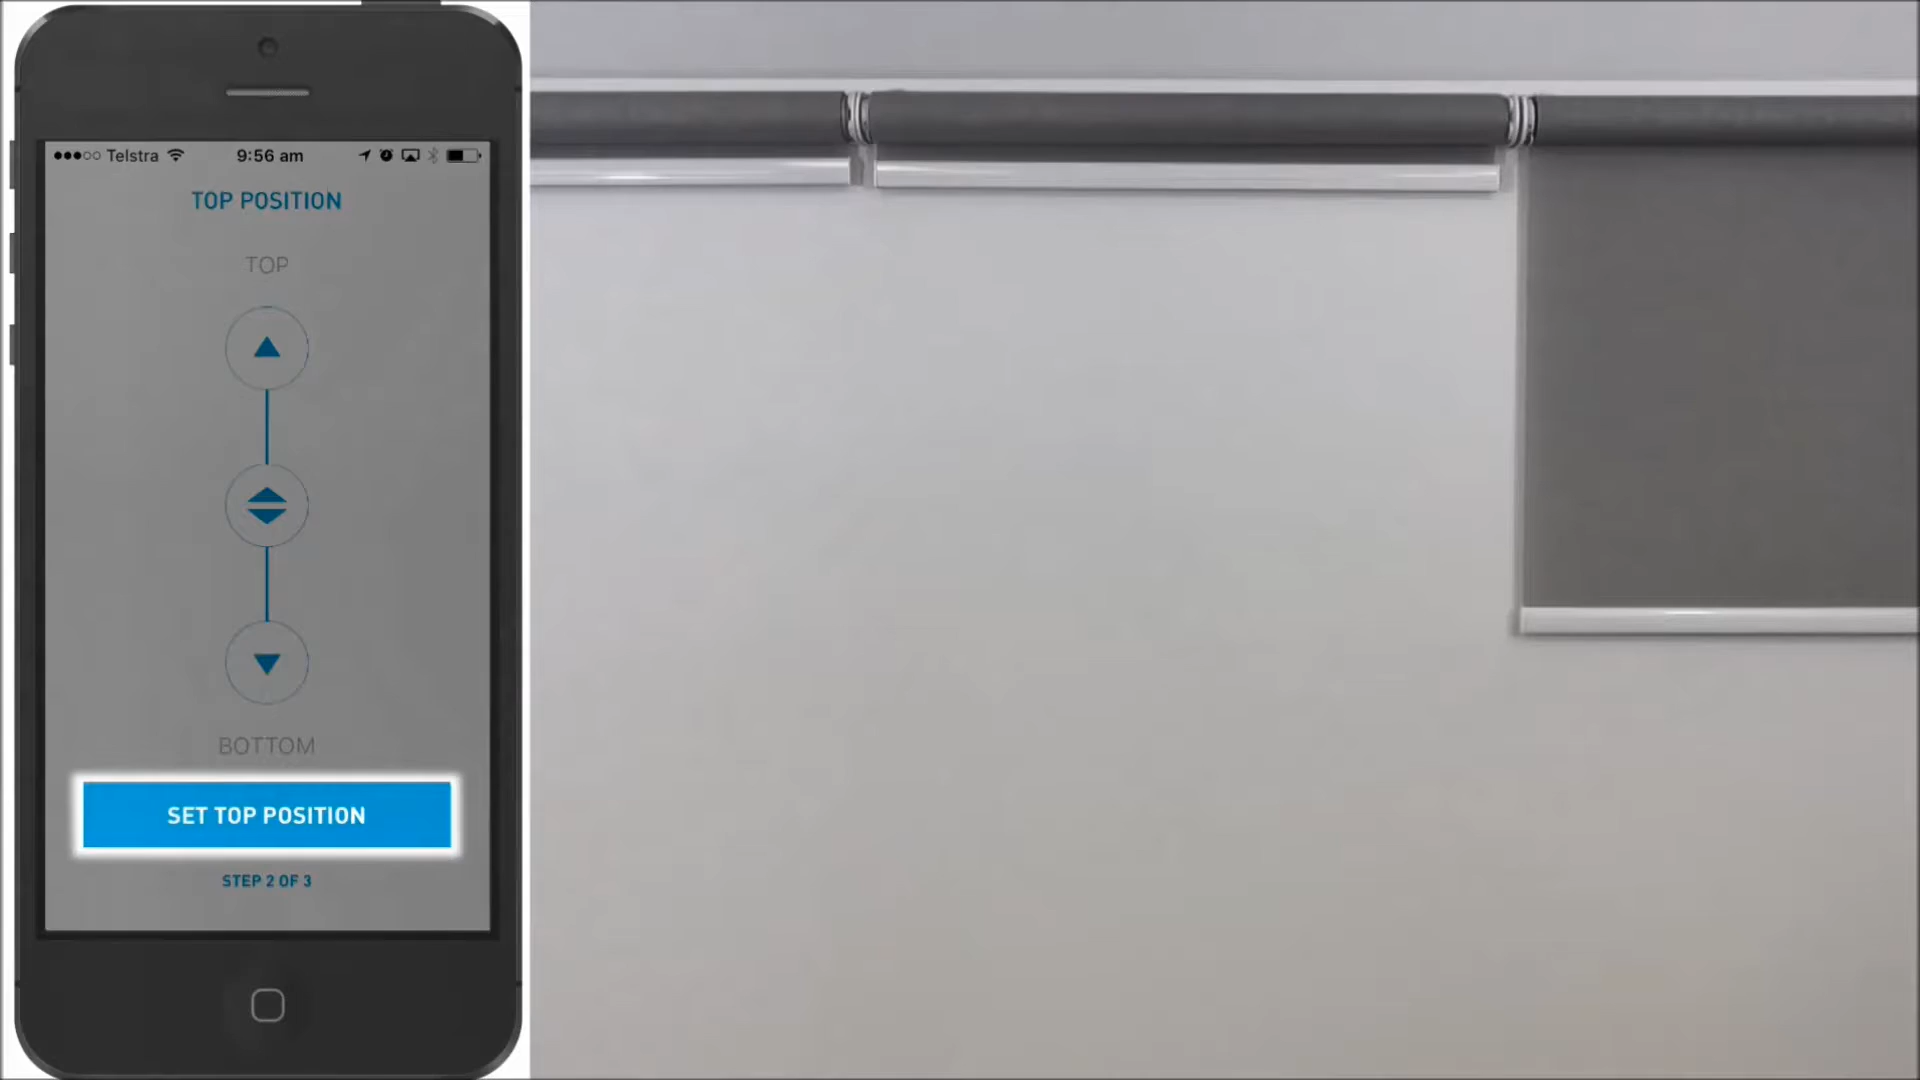 Telstra 9:56 am
TOP POSITION
TOP
BOTTOM
SET TOP POSITION
STEP 2 OF 3